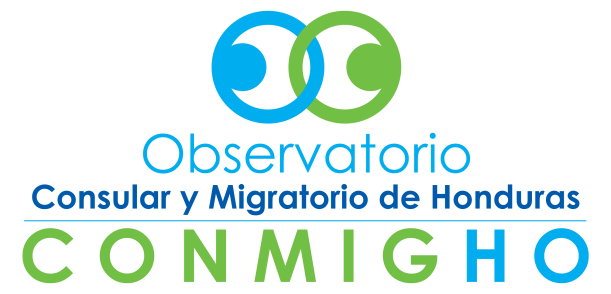 Observatorio
Consular y Migratorio de Honduras
CONMIGHO